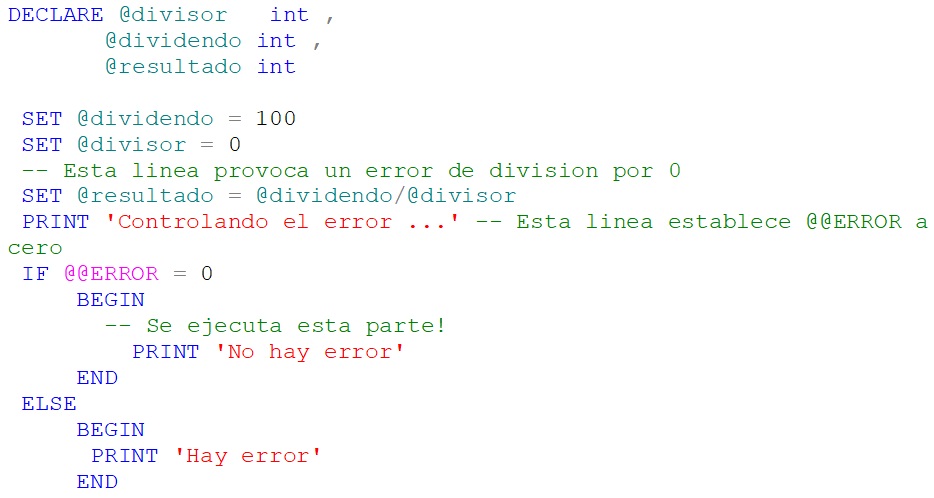 DECLARE @divisor   int ,
        @dividendo int ,
        @resultado int

 SET @dividendo = 100
 SET @divisor = 0
 -- Esta linea provoca un error de division por 0
 SET @resultado = @dividendo/@divisor
 PRINT 'Controlando el error ...' -- Esta linea establece @@ERROR a
cero
 IF @@ERROR = 0
     BEGIN
       -- Se ejecuta esta parte!
         PRINT 'No hay error'
     END
 ELSE
     BEGIN
      PRINT 'Hay error'
     END